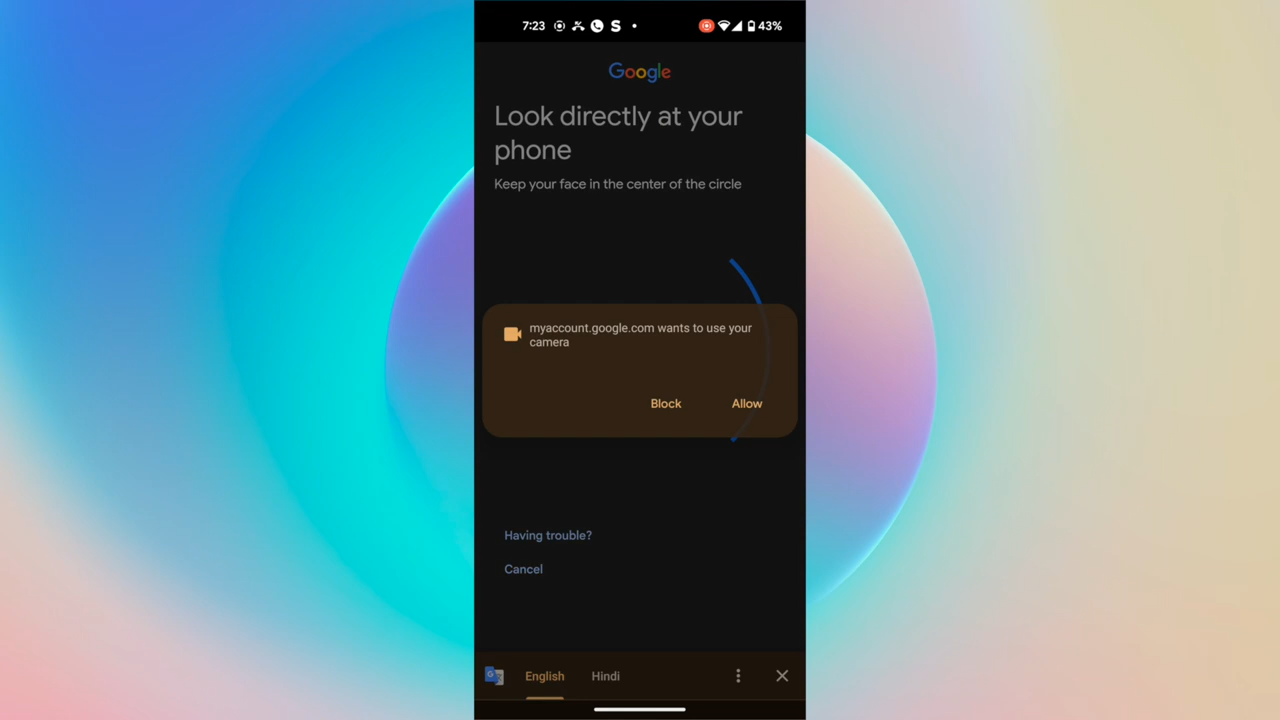 7:23 S 43%
Google
Look directly at your
phone
Keep your face in the center of the circle
myaccount.google.com wants to use your
camera
Block Allow
Having trouble?
Cancel
English Hindi